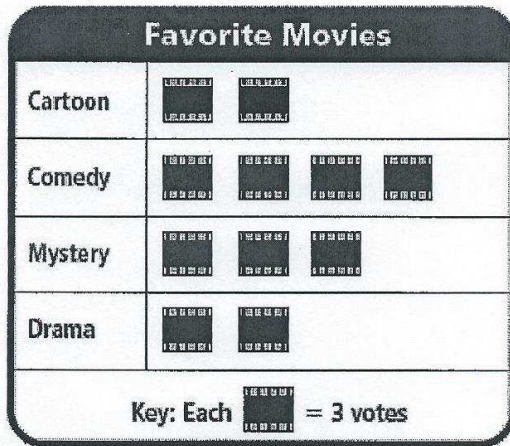 Favorite Movies
Cartoon
Comedy
Mystery
Drama
Key: Each = 3 votes